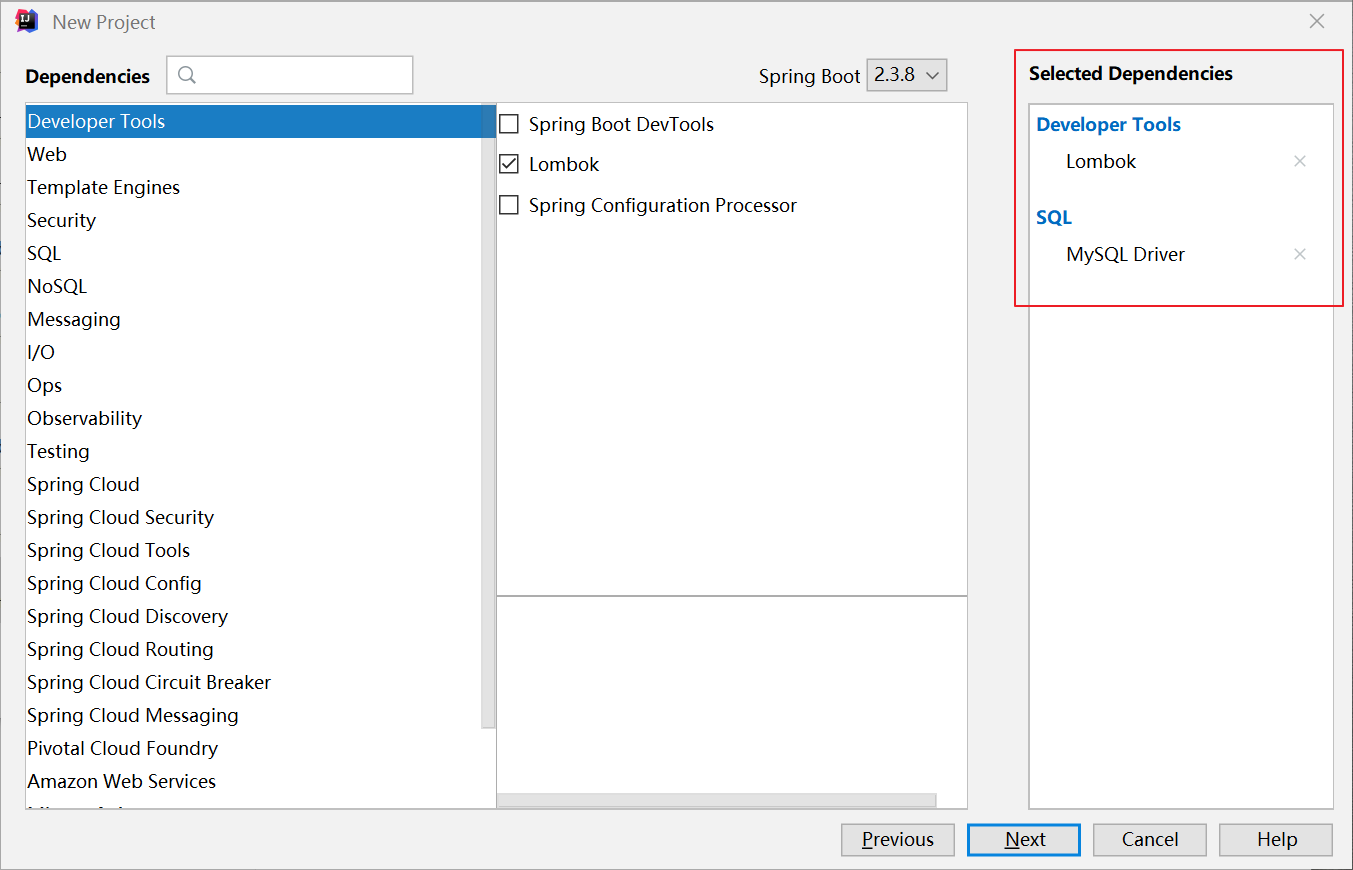 New Project
Dependencies
Spring Boot 2.3.8
Developer Tools
Web
Template Engines
Security
SQL
NoSQL
Messaging
I/O
Ops
Observability
Testing
Spring Cloud
Spring Cloud Security
Spring Cloud Tools
Spring Cloud Config
Spring Cloud Discovery
Spring Cloud Routing
Spring Cloud Circuit Breaker
Spring Cloud Messaging
Pivotal Cloud Foundry
Amazon Web Services
Spring Boot DevTools
Lombok
Spring Configuration Processor
Selected Dependencies
Developer Tools
Lombok
SQL
MySQL Driver
Previous
Next
Cancel
Help